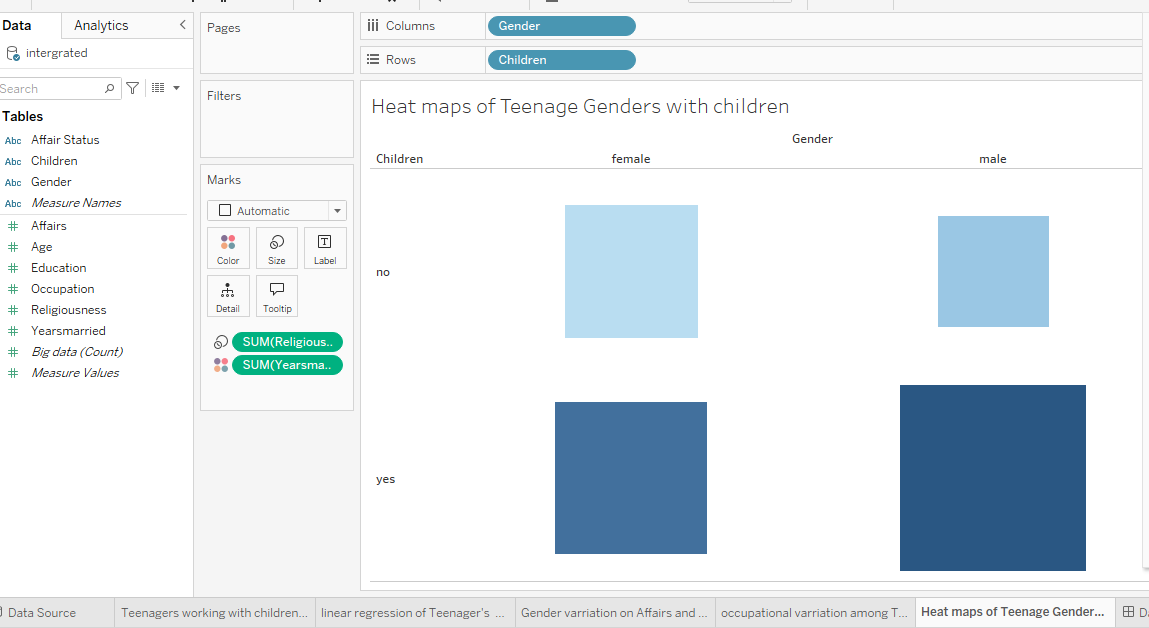 Data
Analytics
intergrated
Search
Tables
Abc Affair Status
Abc Children
Abc Gender
Abc Measure Names
Affairs
Age
Education
Occupation
Religiousness
Yearsmarried
Big data (Count)
Measure Values
Pages
Filters
Marks
Automatic
Color
Size
T
Label
Detail
Tooltip
SUM(Religious..
SUM(Yearsma..
Columns
Gender
Rows
Children
Heat maps of Teenage Genders with children
Gender
Children
female
male
no
yes
Data Source
Teenagers working with children...
linear regression of Teenager's ...
Gender varriation on Affairs and ...
occupational varriation among T...
Heat maps of Teenage Gender...